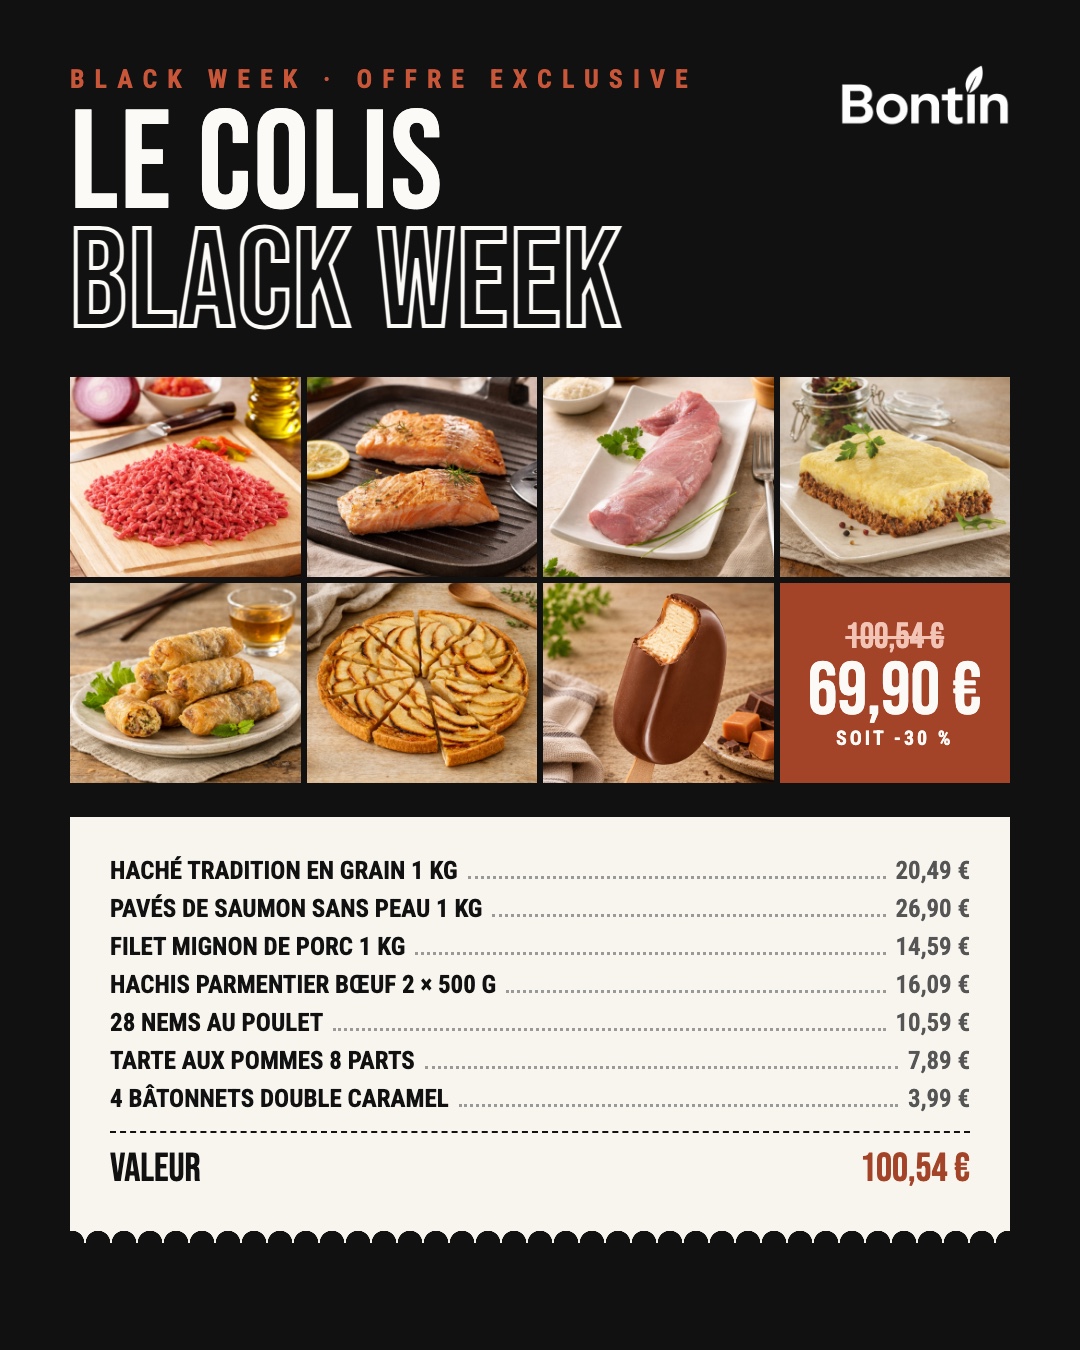 BLACK WEEK · OFFRE EXCLUSIVE
Bontin
LE COLIS
BLACK WEEK
100,54 €
69,90 €
SOIT -30 %
HACHÉ TRADITION EN GRAIN 1 KG 20,49 €
PAVÉS DE SAUMON SANS PEAU 1 KG 26,90 €
FILET MIGNON DE PORC 1 KG 14,59 €
HACHIS PARMENTIER BŒUF 2 × 500 G 16,09 €
28 NEMS AU POULET 10,59 €
TARTE AUX POMMES 8 PARTS 7,89 €
4 BÂTONNETS DOUBLE CARAMEL 3,99 €
VALEUR 100,54 €